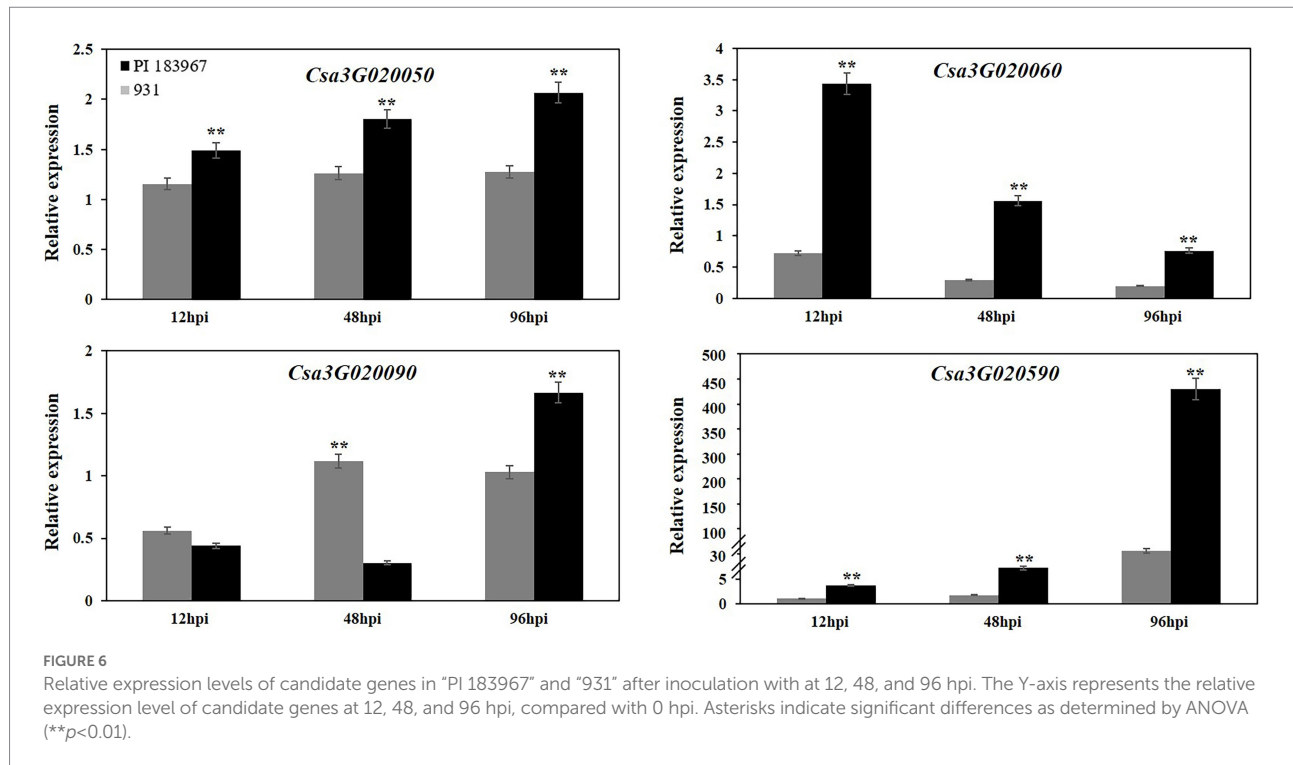 2.5
2
1.5
1
0.5
0
Relative expression
PI 183967
931
Csa3G020050
**
**
**
12hpi
48hpi
96hpi
4
3.5
3
2.5
2
1.5
1
0.5
0
Relative expression
Csa3G020060
**
**
**
12hpi
48hpi
96hpi
2
1.5
1
0.5
0
Relative expression
Csa3G020090
**
**
12hpi
48hpi
96hpi
500
450
400
350
300
200
150
100
30
5
0
Relative expression
Csa3G020590
**
**
**
12hpi
48hpi
96hpi
FIGURE 6
Relative expression levels of candidate genes in “PI 183967” and “931” after inoculation with at 12, 48, and 96 hpi. The Y-axis represents the relative
expression level of candidate genes at 12, 48, and 96 hpi, compared with 0 hpi. Asterisks indicate significant differences as determined by ANOVA
(**p<0.01).